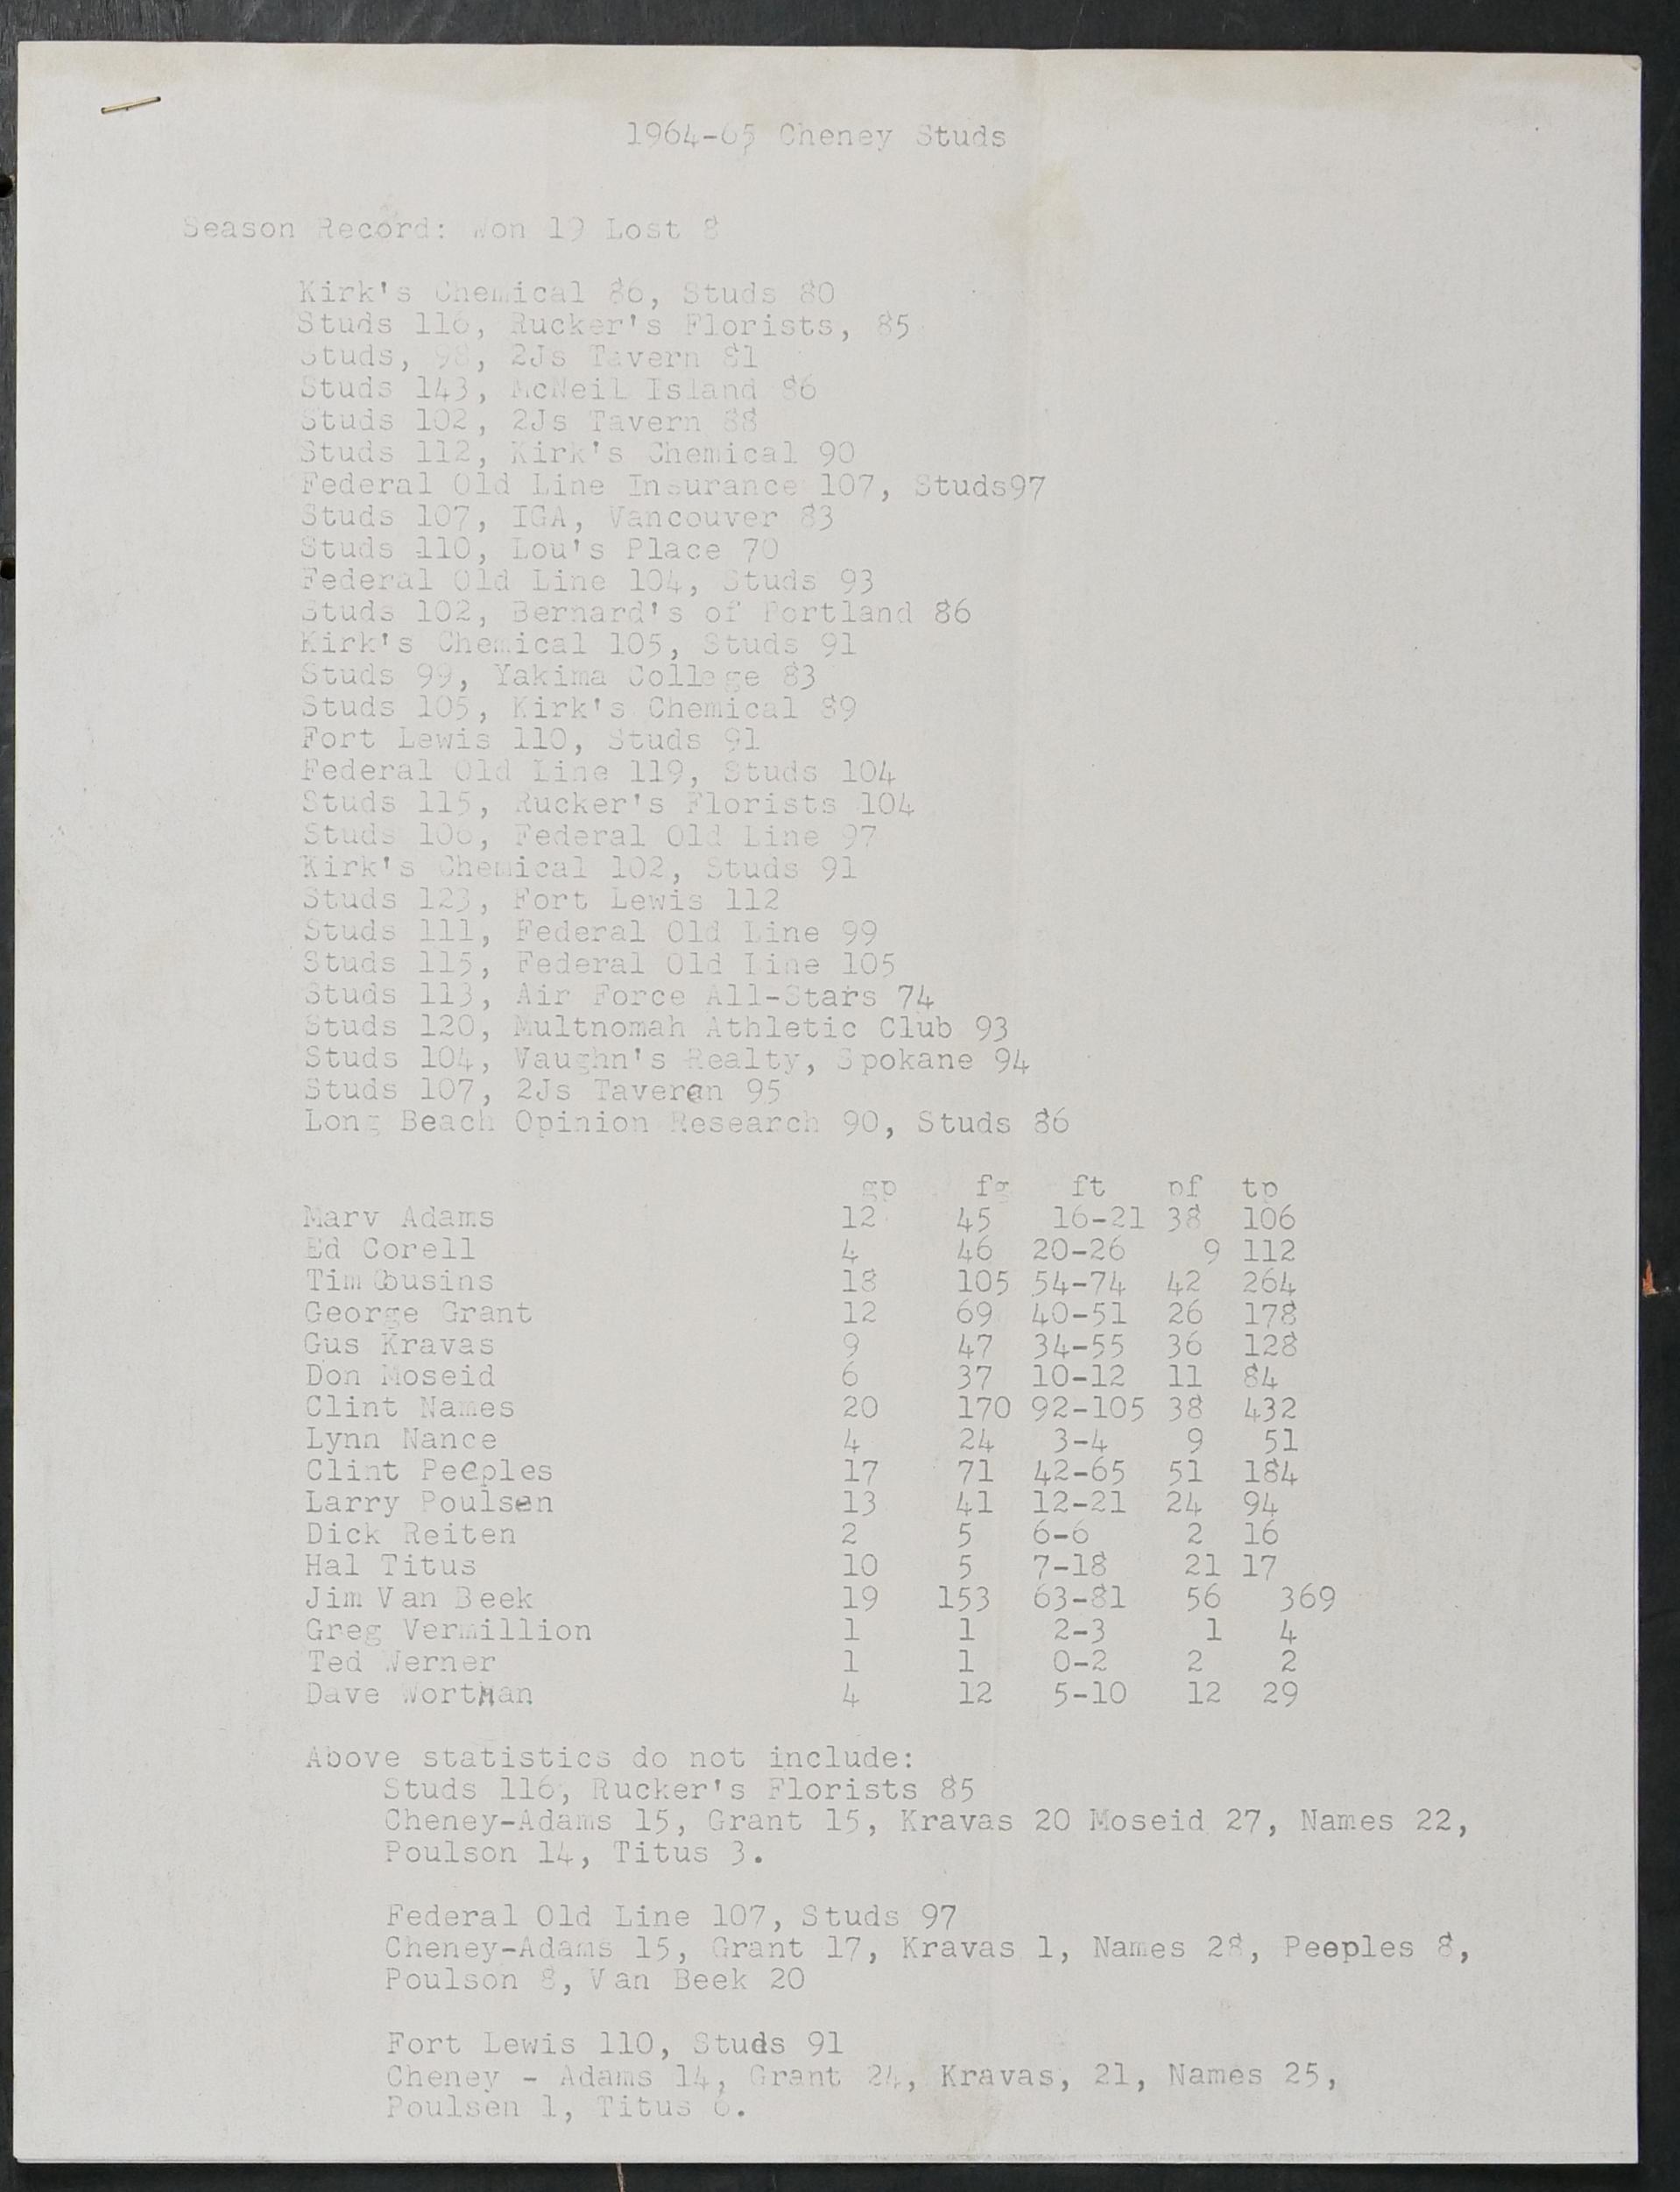 1964-65 Cheney Studs
Season Record: Won 19 Lost 8
Kirk's Chemical 86, Studs 80
Studs 116, Rucker's Florists, 85
Studs, 98, 2Js Tavern 81
Studs 143, McNeil Island 86
Studs 102, 2Js Tavern 88
Studs 112, Kirk's Chemical 90
Federal Old Line Insurance 107, Studs97
Studs 107, IGA, Vancouver 83
Studs 110, Lou's Place 70
Federal Old Line 104, Studs 93
Studs 102, Bernard's of Portland 86
Kirk's Chemical 105, Studs 91
Studs 99, Yakima College 83
Studs 105, Kirk's Chemical 89
Fort Lewis 110, Studs 91
Federal Old Line 119, Studs 104
Studs 115, Rucker's Florists 104
Studs 106, Federal Old Line 97
Kirk's Chemical 102, Studs 91
Studs 123, Fort Lewis 112
Studs 111, Federal Old Line 99
Studs 115, Federal Old Line 105
Studs 113, Air Force All-Stars 74
Studs 120, Multnomah Athletic Club 93
Studs 104, Vaughn's Realty, Spokane 94
Studs 107, 2Js Taveren 95
Long Beach Opinion Research 90, Studs 86
gp fg ft pf tp
Marv Adams 12 45 16-21 38 106
Ed Corell 4 46 20-26 9 112
Tim Cousins 18 105 54-74 42 264
George Grant 12 69 40-51 26 178
Gus Kravas 9 47 34-55 36 128
Don Moseid 6 37 10-12 11 84
Clint Names 20 170 92-105 38 432
Lynn Nance 4 24 3-4 9 51
Clint Peeples 17 71 42-65 51 184
Larry Poulsen 13 41 12-21 24 94
Dick Reiten 2 5 6-6 2 16
Hal Titus 10 5 7-18 21 17
Jim Van Beek 19 153 63-81 56 369
Greg Vermillion 1 1 2-3 1 4
Ted Werner 1 1 0-2 2 2
Dave Wortman 4 12 5-10 12 29
Above statistics do not include:
Studs 116, Rucker's Florists 85
Cheney-Adams 15, Grant 15, Kravas 20 Moseid 27, Names 22,
Poulson 14, Titus 3.
Federal Old Line 107, Studs 97
Cheney-Adams 15, Grant 17, Kravas 1, Names 28, Peeples 8,
Poulson 8, Van Beek 20
Fort Lewis 110, Studs 91
Cheney - Adams 14, Grant 24, Kravas, 21, Names 25,
Poulsen 1, Titus 6.